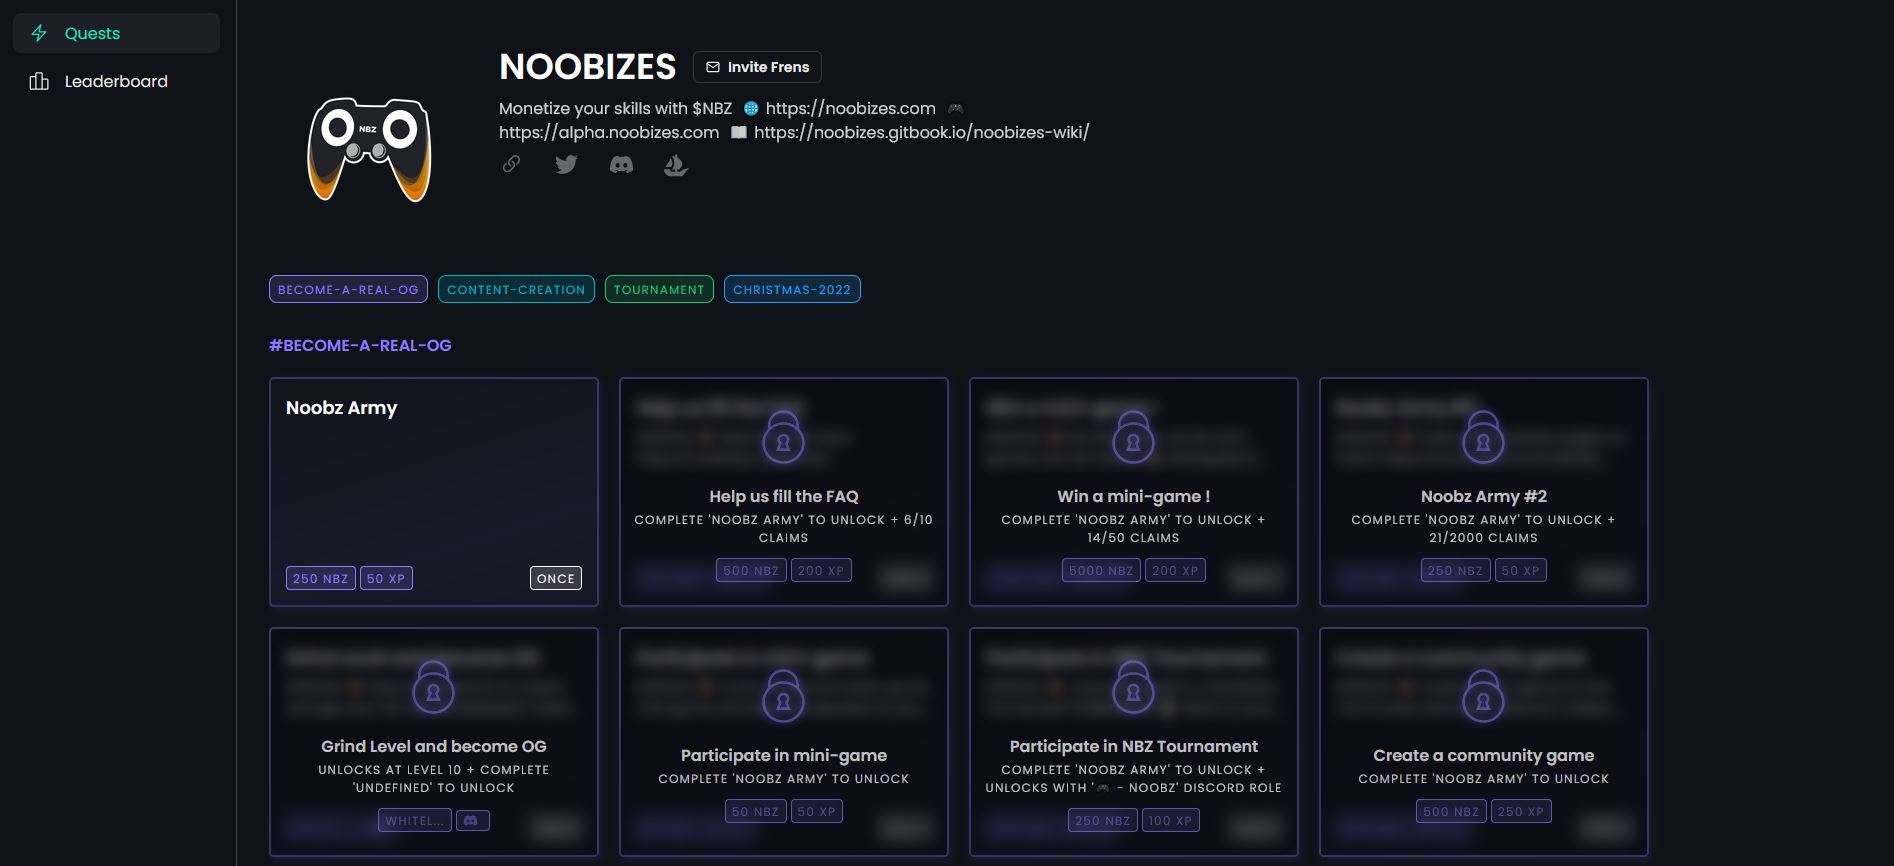 Quests
Leaderboard
NOOBIZES
Invite Frens
Monetize your skills with $NBZ 🌐 https://noobizes.com 🎮
https://alpha.noobizes.com 📖 https://noobizes.gitbook.io/noobizes-wiki/
NBZ
BECOME-A-REAL-OG CONTENT-CREATION TOURNAMENT CHRISTMAS-2022
#BECOME-A-REAL-OG
Noobz Army
250 NBZ 50 XP ONCE
Help us fill the FAQ
COMPLETE 'NOOBZ ARMY' TO UNLOCK + 6/10
CLAIMS
500 NBZ 200 XP
Win a mini-game !
COMPLETE 'NOOBZ ARMY' TO UNLOCK +
14/50 CLAIMS
5000 NBZ 200 XP
Noobz Army #2
COMPLETE 'NOOBZ ARMY' TO UNLOCK +
21/2000 CLAIMS
250 NBZ 50 XP
Grind Level and become OG
UNLOCKS AT LEVEL 10 + COMPLETE
'UNDEFINED' TO UNLOCK
WHITEL...
Participate in mini-game
COMPLETE 'NOOBZ ARMY' TO UNLOCK
50 NBZ 50 XP
Participate in NBZ Tournament
COMPLETE 'NOOBZ ARMY' TO UNLOCK +
UNLOCKS WITH '🎮 - NOOBZ' DISCORD ROLE
250 NBZ 100 XP
Create a community game
COMPLETE 'NOOBZ ARMY' TO UNLOCK
500 NBZ 250 XP